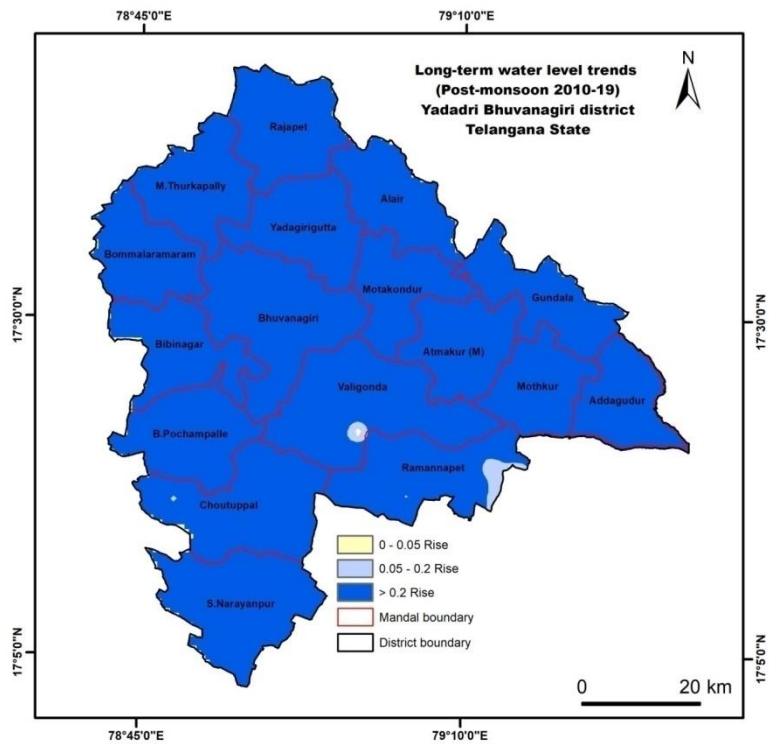 78°45'0"E
79°10'0"E
Long-term water level trends
(Post-monsoon 2010-19)
Yadadri Bhuvanagiri district
Telangana State
N
Rajapet
M.Thurkapally
Alair
Yadagirigutta
Bommalaramaram
Motakondur
Gundala
17°30'0"N
17°30'0"N
Bhuvanagiri
Bibinagar
Atmakur (M)
Valigonda
Mothkur
Addagudur
B.Pochampalle
Ramannapet
Choutuppal
0 - 0.05 Rise
0.05 - 0.2 Rise
> 0.2 Rise
S.Narayanpur
Mandal boundary
District boundary
17°5'0"N
17°5'0"N
0
20 km
78°45'0"E
79°10'0"E